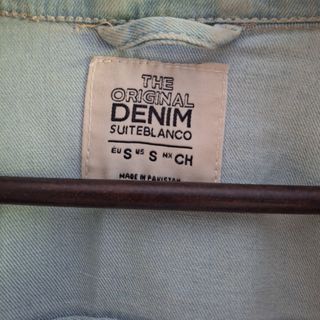 THE
ORIGINAL
DENIM
SUITEBLANCO
EU S US S MX CH
MADE IN PAKISTAN